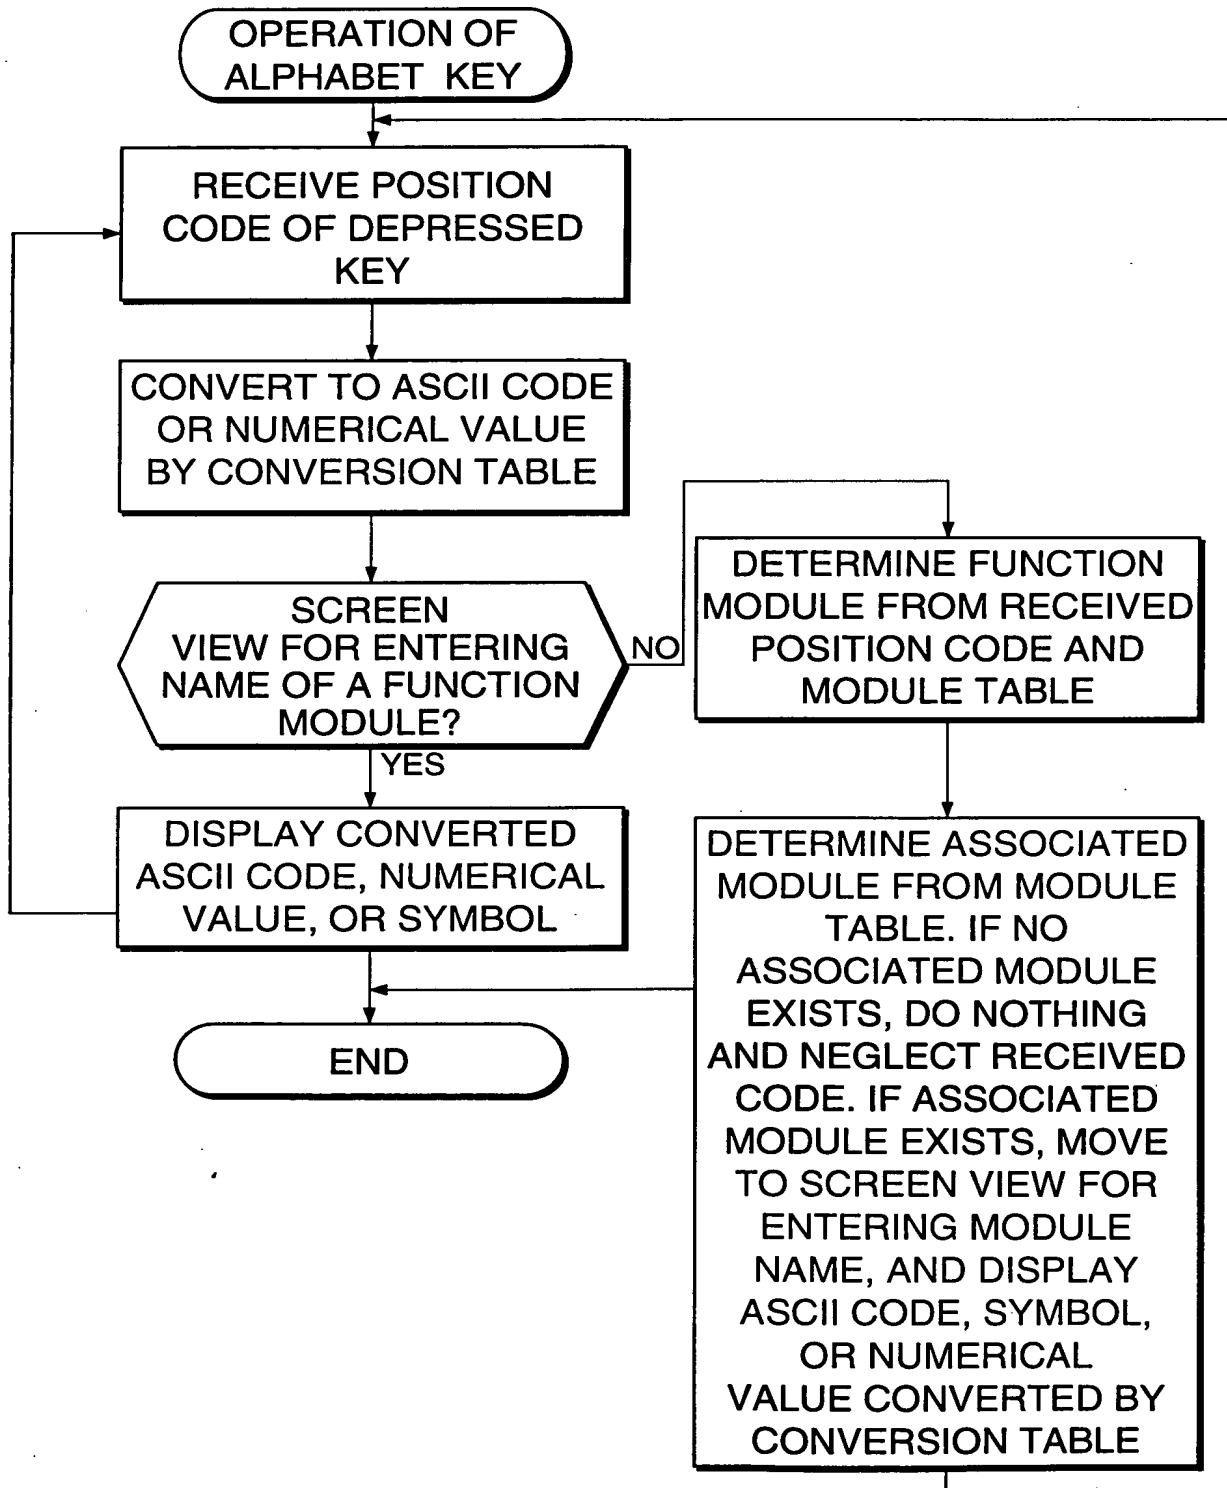 OPERATION OF
ALPHABET KEY
RECEIVE POSITION
CODE OF DEPRESSED
KEY
CONVERT TO ASCII CODE
OR NUMERICAL VALUE
BY CONVERSION TABLE
SCREEN
VIEW FOR ENTERING
NAME OF A FUNCTION
MODULE?
NO
YES
DISPLAY CONVERTED
ASCII CODE, NUMERICAL
VALUE, OR SYMBOL
END
DETERMINE FUNCTION
MODULE FROM RECEIVED
POSITION CODE AND
MODULE TABLE
DETERMINE ASSOCIATED
MODULE FROM MODULE
TABLE. IF NO
ASSOCIATED MODULE
EXISTS, DO NOTHING
AND NEGLECT RECEIVED
CODE. IF ASSOCIATED
MODULE EXISTS, MOVE
TO SCREEN VIEW FOR
ENTERING MODULE
NAME, AND DISPLAY
ASCII CODE, SYMBOL,
OR NUMERICAL
VALUE CONVERTED BY
CONVERSION TABLE